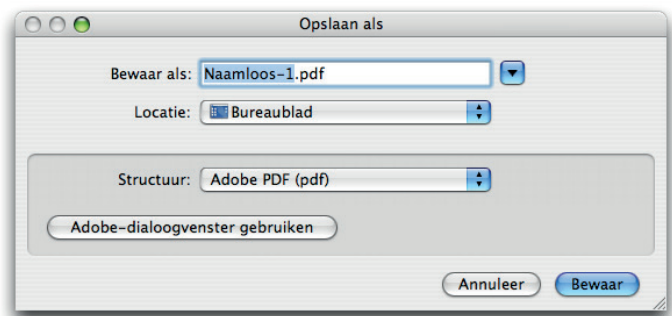 Opslaan als
Bewaar als: Naamloos-1.pdf
Locatie: Bureaublad
Structuur: Adobe PDF (pdf)
Adobe-dialoogvenster gebruiken
Annuleer Bewaar